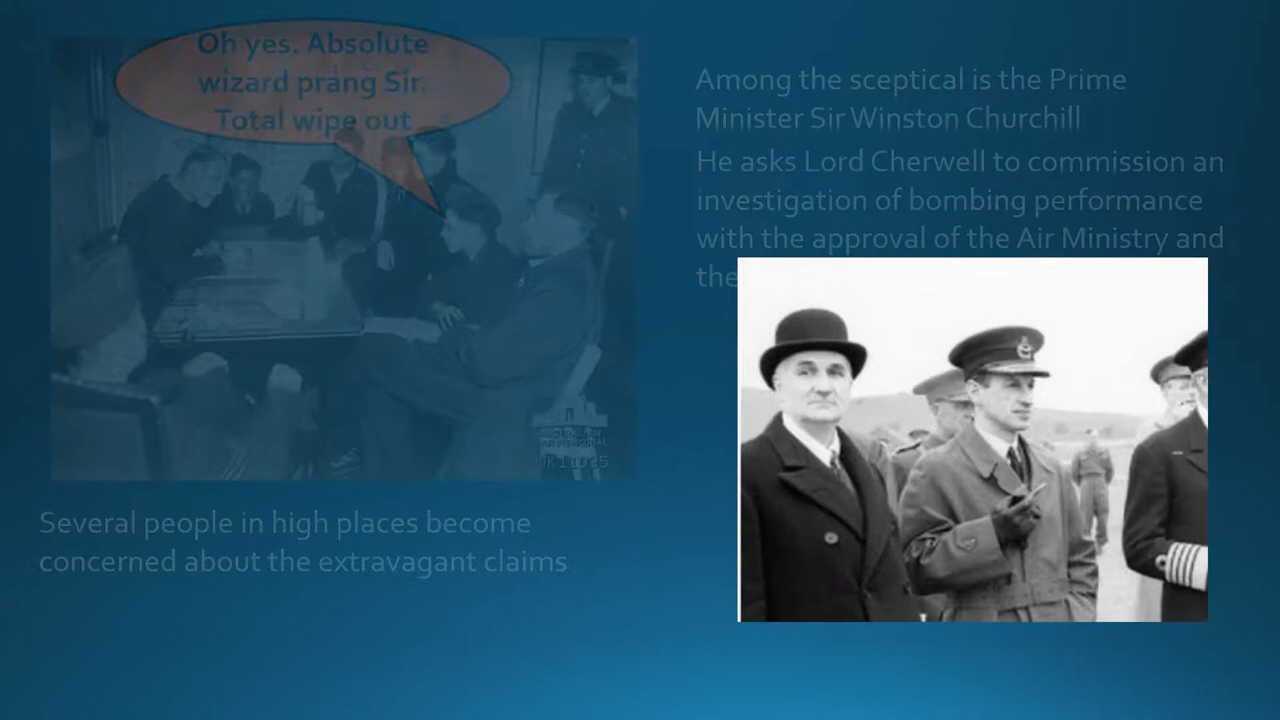 Oh yes. Absolute
wizard prang Sir.
Total wipe out
Several people in high places become
concerned about the extravagant claims
Among the sceptical is the Prime
Minister Sir Winston Churchill
He asks Lord Cherwell to commission an
investigation of bombing performance
with the approval of the Air Ministry and
the